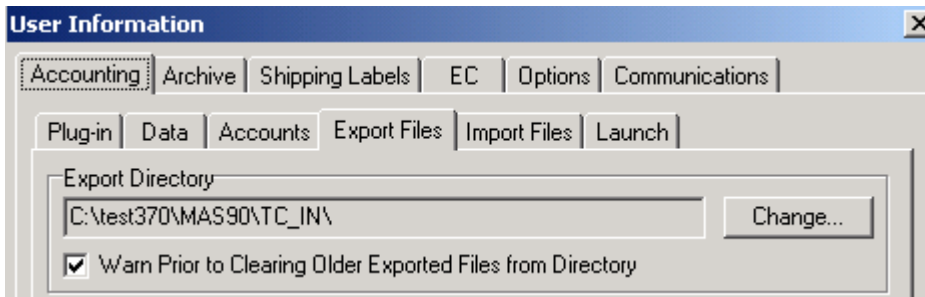 User Information
Accounting Archive Shipping Labels EC Options Communications
Plug-in Data Accounts Export Files Import Files Launch
Export Directory
C:\test370\MAS90\TC_IN\ Change...
Warn Prior to Clearing Older Exported Files from Directory